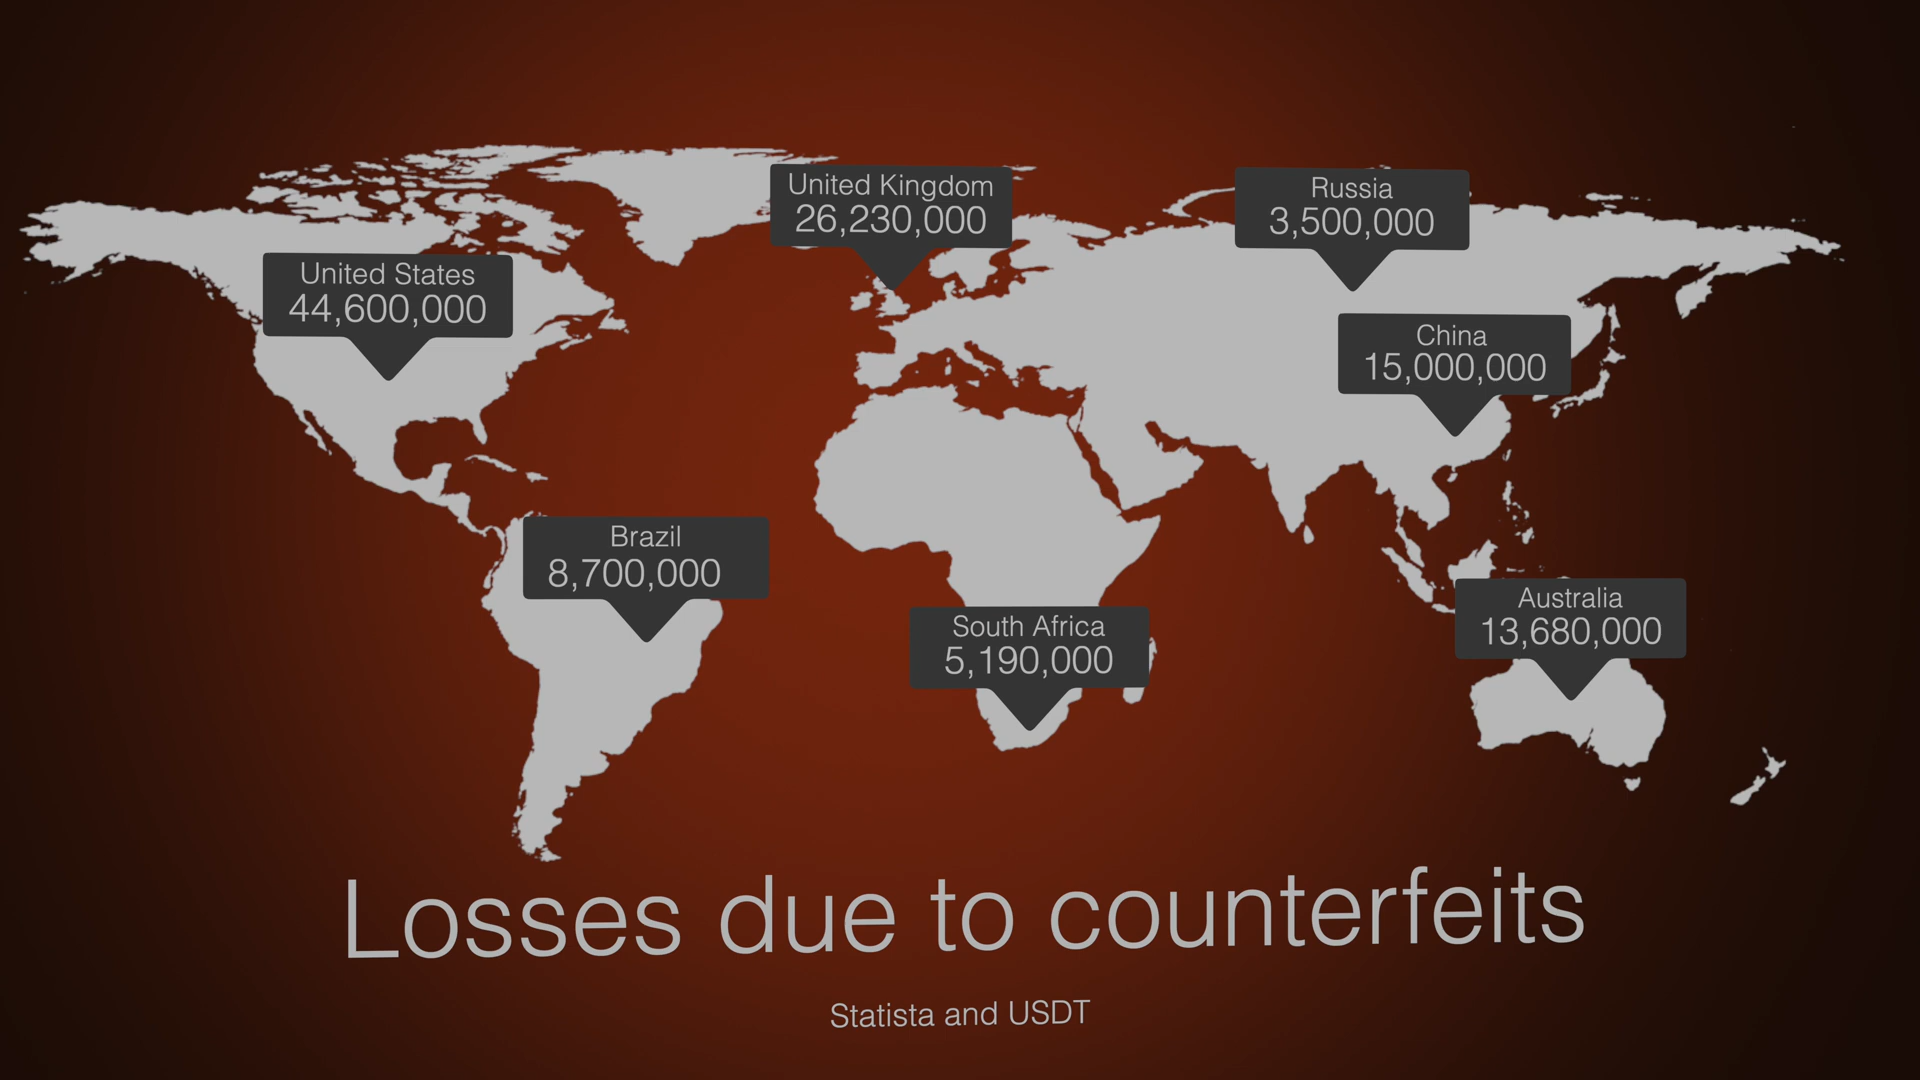 United Kingdom
26,230,000
Russia
3,500,000
United States
44,600,000
China
15,000,000
Brazil
8,700,000
South Africa
5,190,000
Australia
13,680,000
Losses due to counterfeits
Statista and USDT